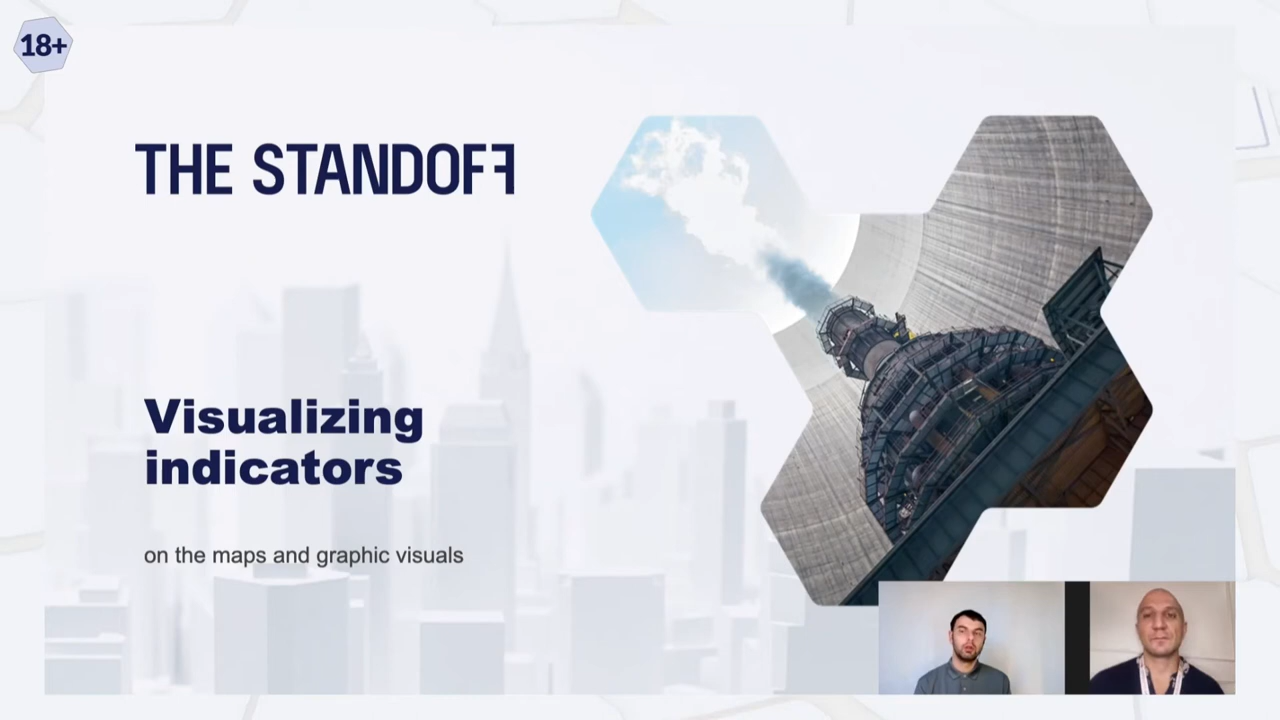 18+
THE STANDOFF
Visualizing
indicators
on the maps and graphic visuals